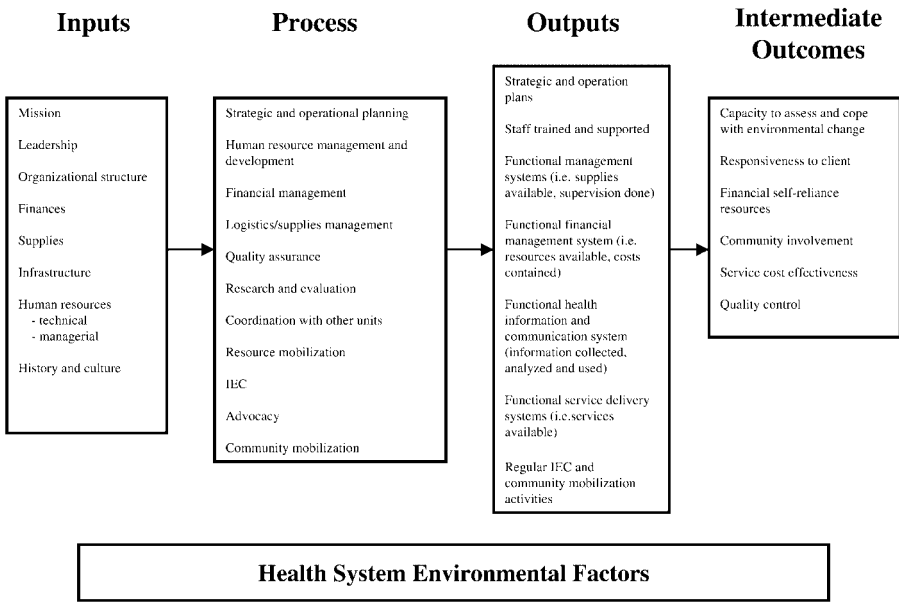 Inputs
Process
Outputs
Intermediate
Outcomes
Mission
Leadership
Organizational structure
Finances
Supplies
Infrastructure
Human resources
- technical
- managerial
History and culture
Strategic and operational planning
Human resource management and
development
Financial management
Logistics/supplies management
Quality assurance
Research and evaluation
Coordination with other units
Resource mobilization
IEC
Advocacy
Community mobilization
Strategic and operation
plans
Staff trained and supported
Functional management
systems (i.e. supplies
available, supervision done)
Functional financial
management system (i.e.
resources available, costs
contained)
Functional health
information and
communication system
(information collected,
analyzed and used)
Functional service delivery
systems (i.e.services
available)
Regular IEC and
community mobilization
activities
Capacity to assess and cope
with environmental change
Responsiveness to client
Financial self-reliance
resources
Community involvement
Service cost effectiveness
Quality control
Health System Environmental Factors